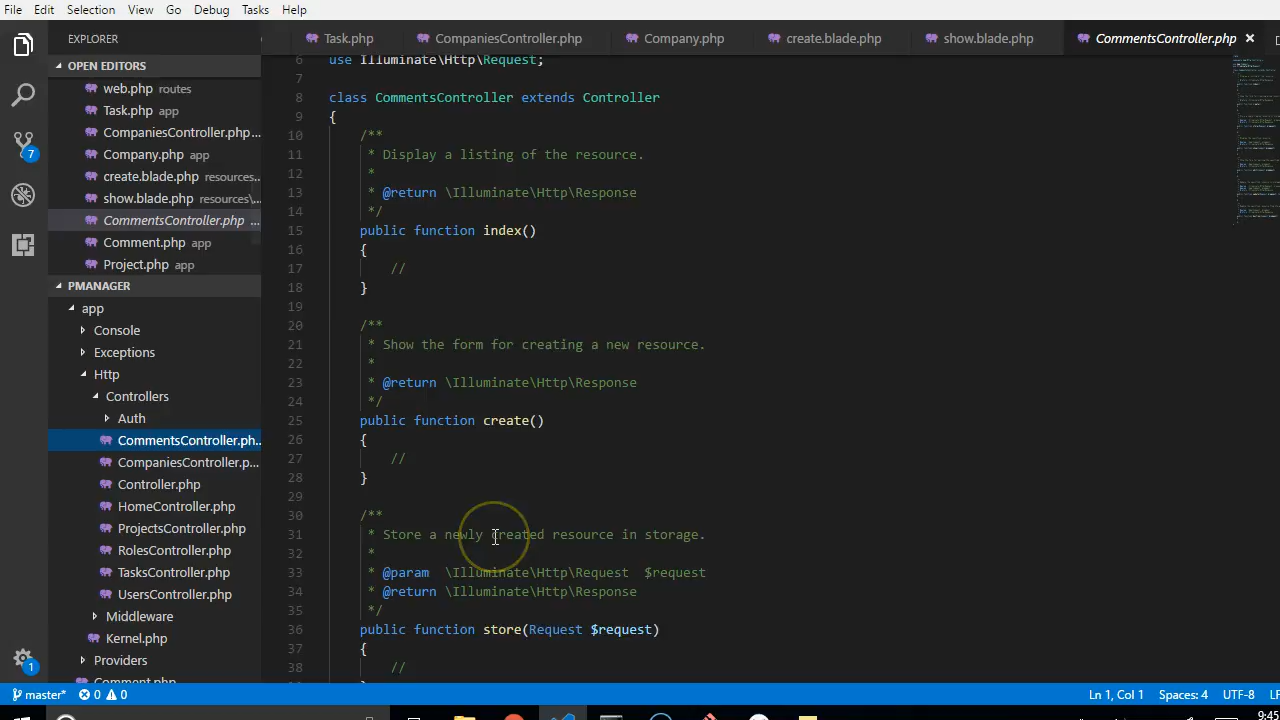 File Edit Selection View Go Debug Tasks Help
EXPLORER
Task.php CompaniesController.php Company.php create.blade.php show.blade.php CommentsController.php ×
OPEN EDITORS
web.php routes
Task.php app
CompaniesController.php...
Company.php app
create.blade.php resources...
show.blade.php resources\...
CommentsController.php ...
Comment.php app
Project.php app
PMANAGER
app
Console
Exceptions
Http
Controllers
Auth
CommentsController.ph...
CompaniesController.p...
Controller.php
HomeController.php
ProjectsController.php
RolesController.php
TasksController.php
UsersController.php
Middleware
Kernel.php
Providers
Comment.php
7
1
6 use Illuminate\Http\Request;
7
8 class CommentsController extends Controller
9 {
10 /**
11 * Display a listing of the resource.
12 *
13 * @return \Illuminate\Http\Response
14 */
15 public function index()
16 {
17 //
18 }
19
20 /**
21 * Show the form for creating a new resource.
22 *
23 * @return \Illuminate\Http\Response
24 */
25 public function create()
26 {
27 //
28 }
29
30 /**
31 * Store a newly created resource in storage.
32 *
33 * @param \Illuminate\Http\Request $request
34 * @return \Illuminate\Http\Response
35 */
36 public function store(Request $request)
37 {
38 //
master* 0 0 Ln 1, Col 1 Spaces: 4 UTF-8 LF
9:45